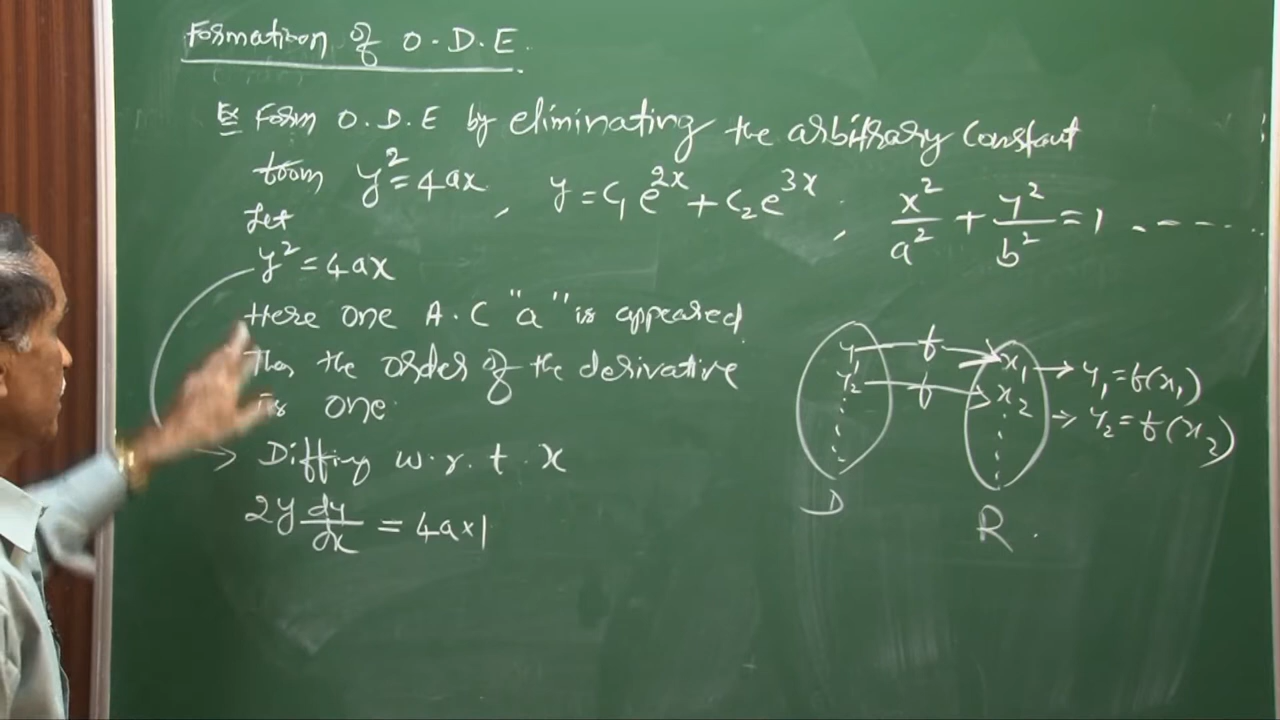 Formation of O.D.E.
Ex Form O.D.E by eliminating the arbitrary constant
from y² = 4ax , y = C₁e^{2x} + C₂e^{3x} , x²/a² + y²/b² = 1 , - - - - -
Let
y² = 4ax
Here one A.C "a" is appeared
Then the order of the derivative
is one
→ Diffing w.r.t. x
2y dy/dx = 4a×1
y₁ f x₁ → y₁ = f(x₁)
y₂ f x₂ → y₂ = f(x₂)
D
R.